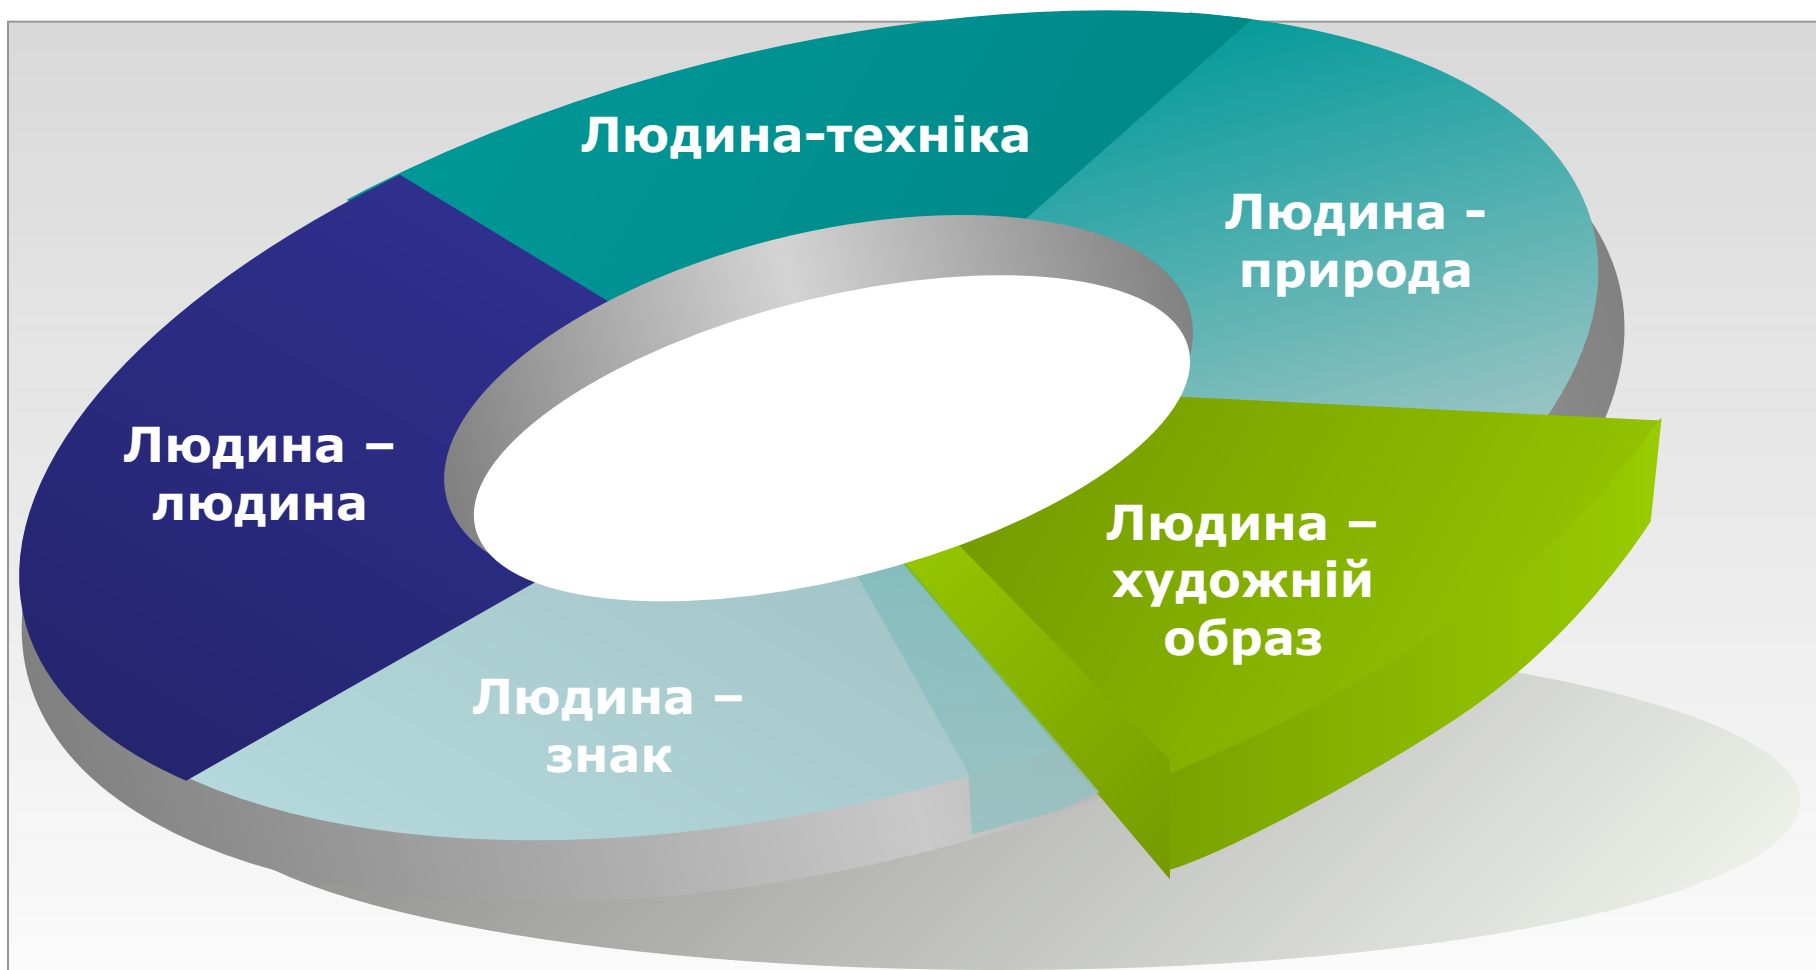 Людина-техніка
Людина -
природа
Людина –
людина
Людина –
художній
образ
Людина –
знак